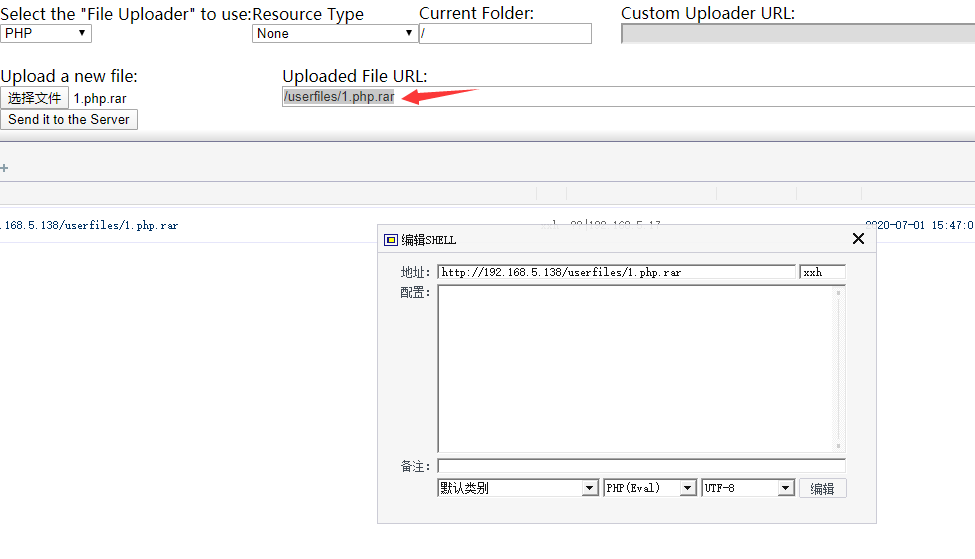 Select the "File Uploader" to use: Resource Type Current Folder: Custom Uploader URL:
PHP None /
Upload a new file: Uploaded File URL:
选择文件 1.php.rar /userfiles/1.php.rar
Send it to the Server
+
.168.5.138/userfiles/1.php.rar 2020-07-01 15:47:0
编辑SHELL
地址: http://192.168.5.138/userfiles/1.php.rar xxh
配置:
备注:
默认类别 PHP(Eval) UTF-8 编辑